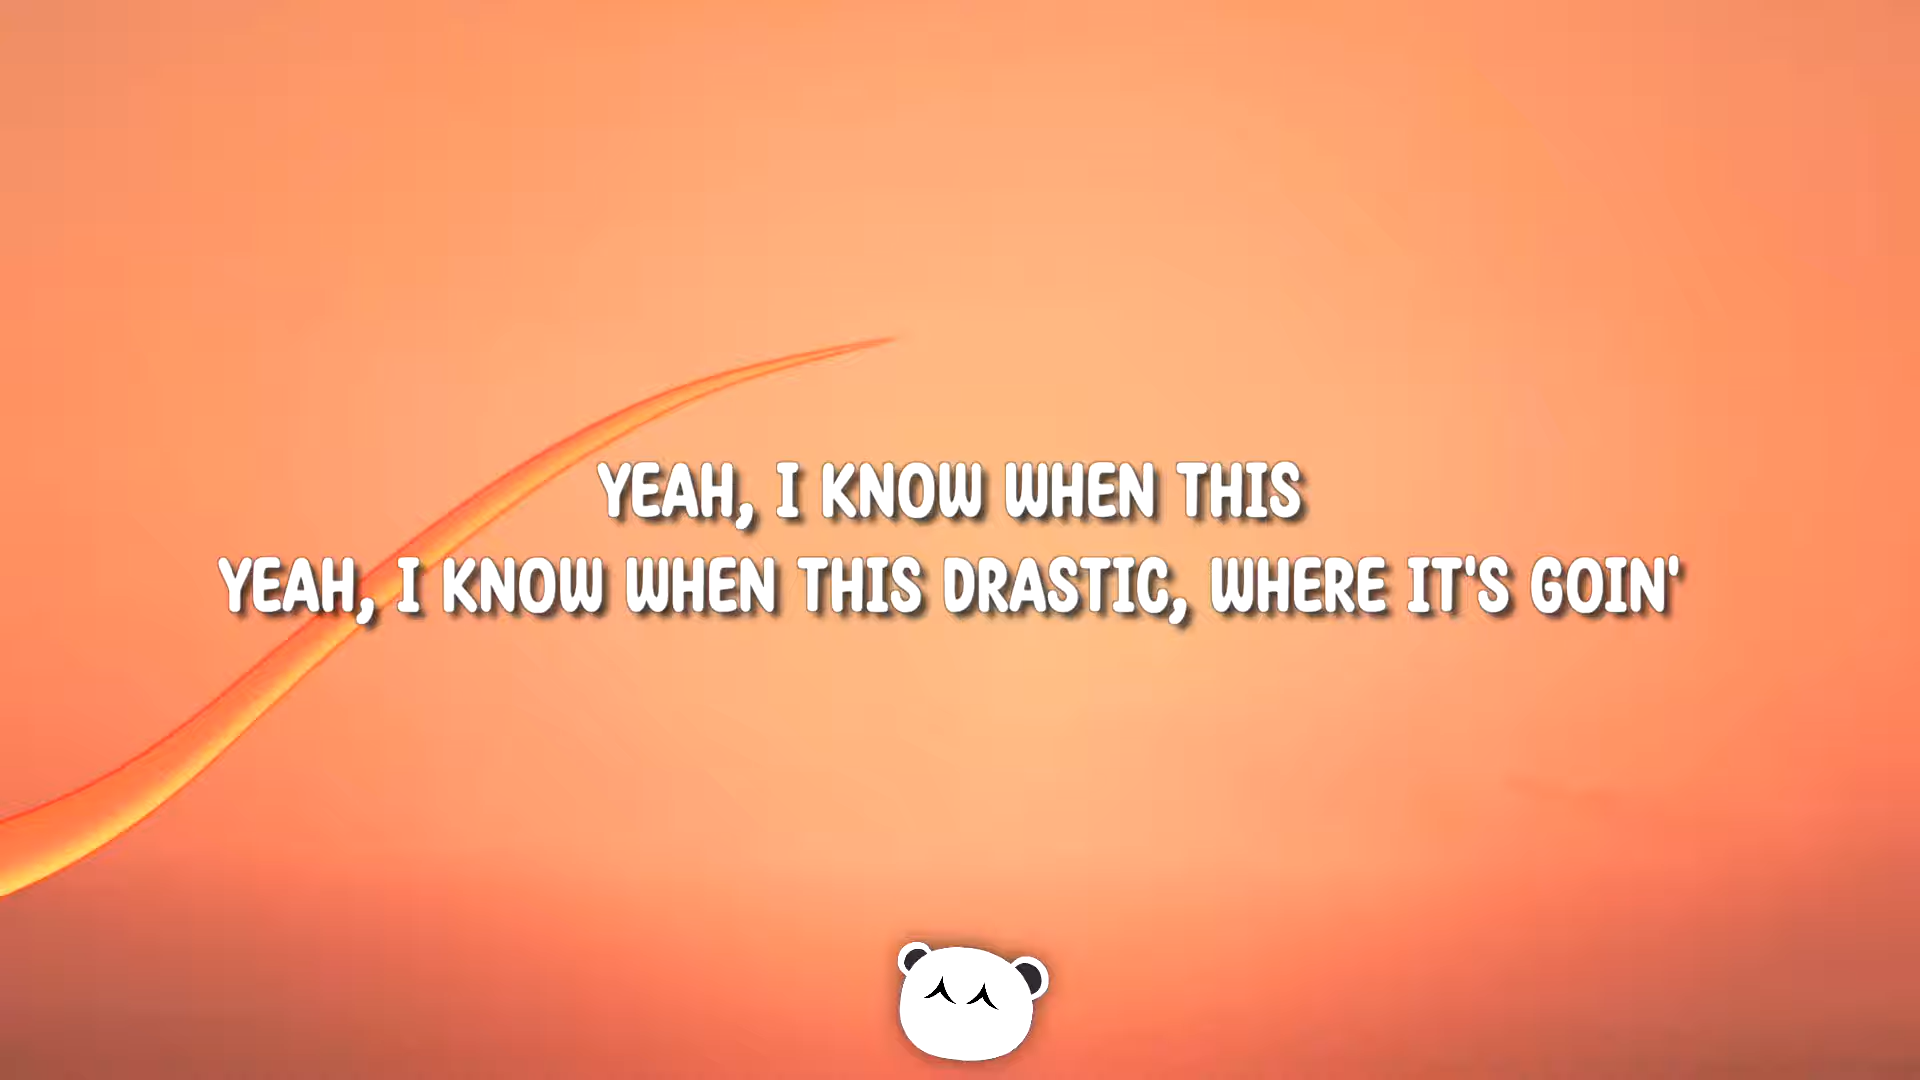 YEAH, I KNOW WHEN THIS
YEAH, I KNOW WHEN THIS DRASTIC, WHERE IT'S GOIN'